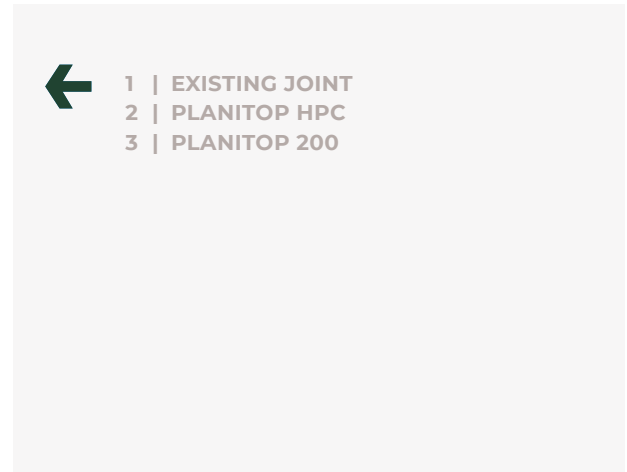 1 | EXISTING JOINT
2 | PLANITOP HPC
3 | PLANITOP 200